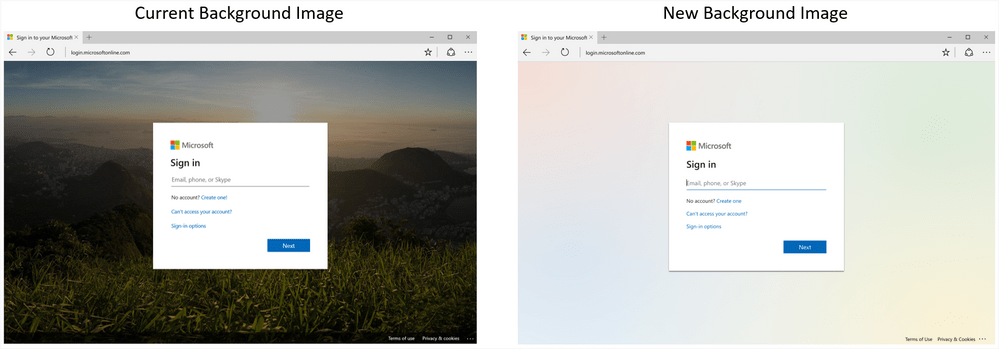 Current Background Image
New Background Image
Sign in to your Microsoft
login.microsoftonline.com
Microsoft
Sign in
Email, phone, or Skype
No account? Create one!
Can't access your account?
Sign-in options
Next
Terms of use Privacy & cookies ...
Sign in to your Microsoft
login.microsoftonline.com
Microsoft
Sign in
Email, phone, or Skype
No account? Create one
Can't access your account?
Sign-in options
Next
Terms of Use Privacy & Cookies ...